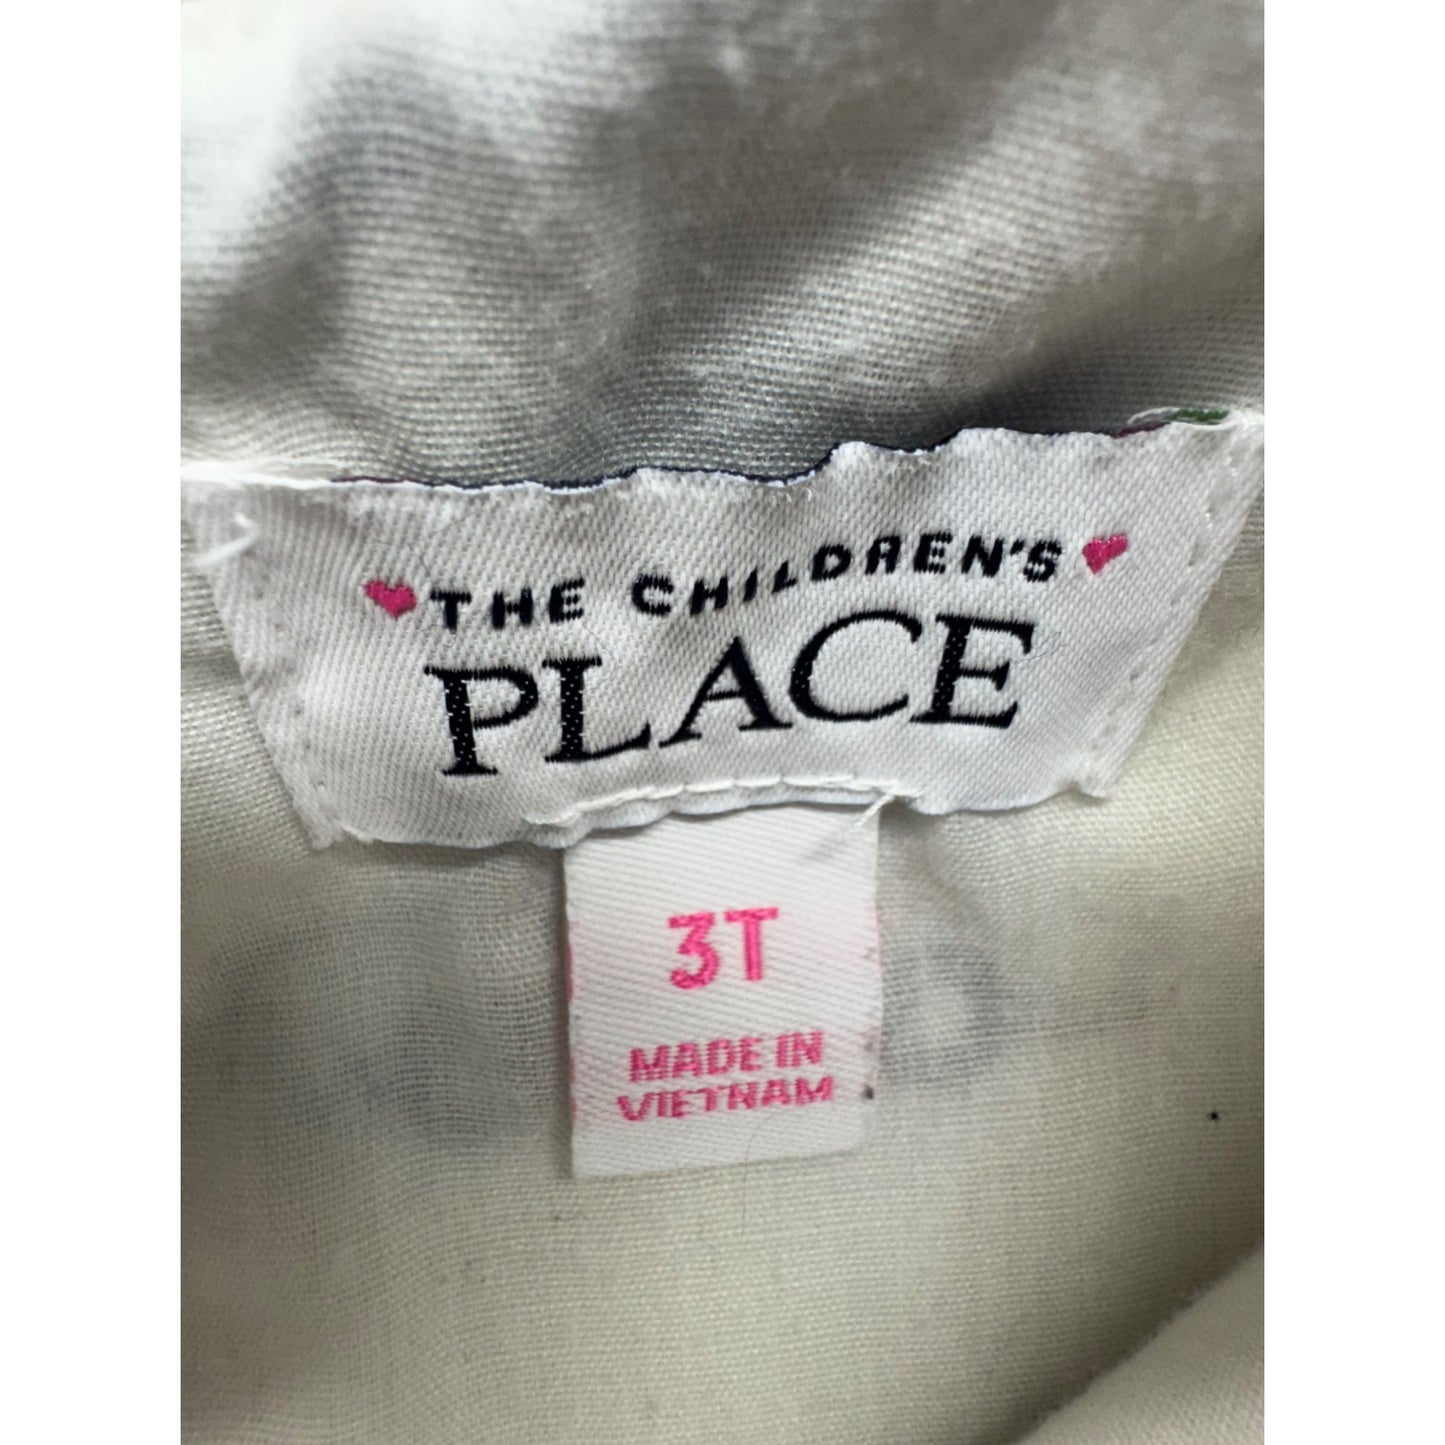 THE CHILDREN'S
PLACE
3T
MADE IN
VIETNAM